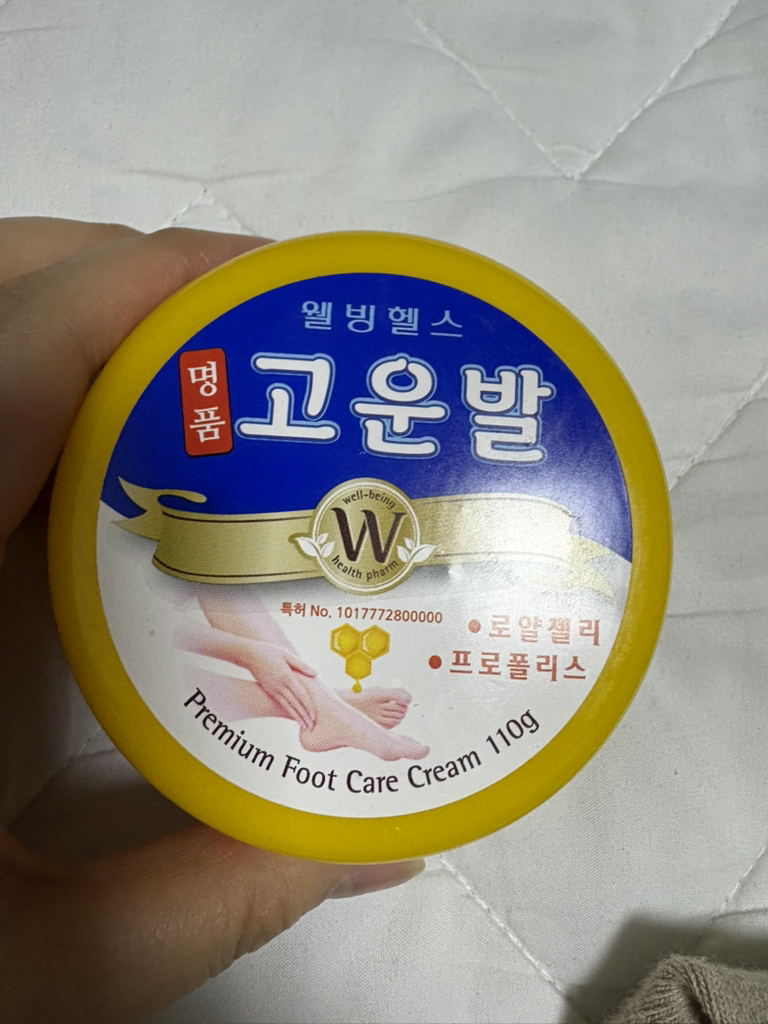 웰빙헬스
명품
고운발
well-being
W
health pharm
특허 No. 1017772800000
• 로얄젤리
• 프로폴리스
Premium Foot Care Cream 110g